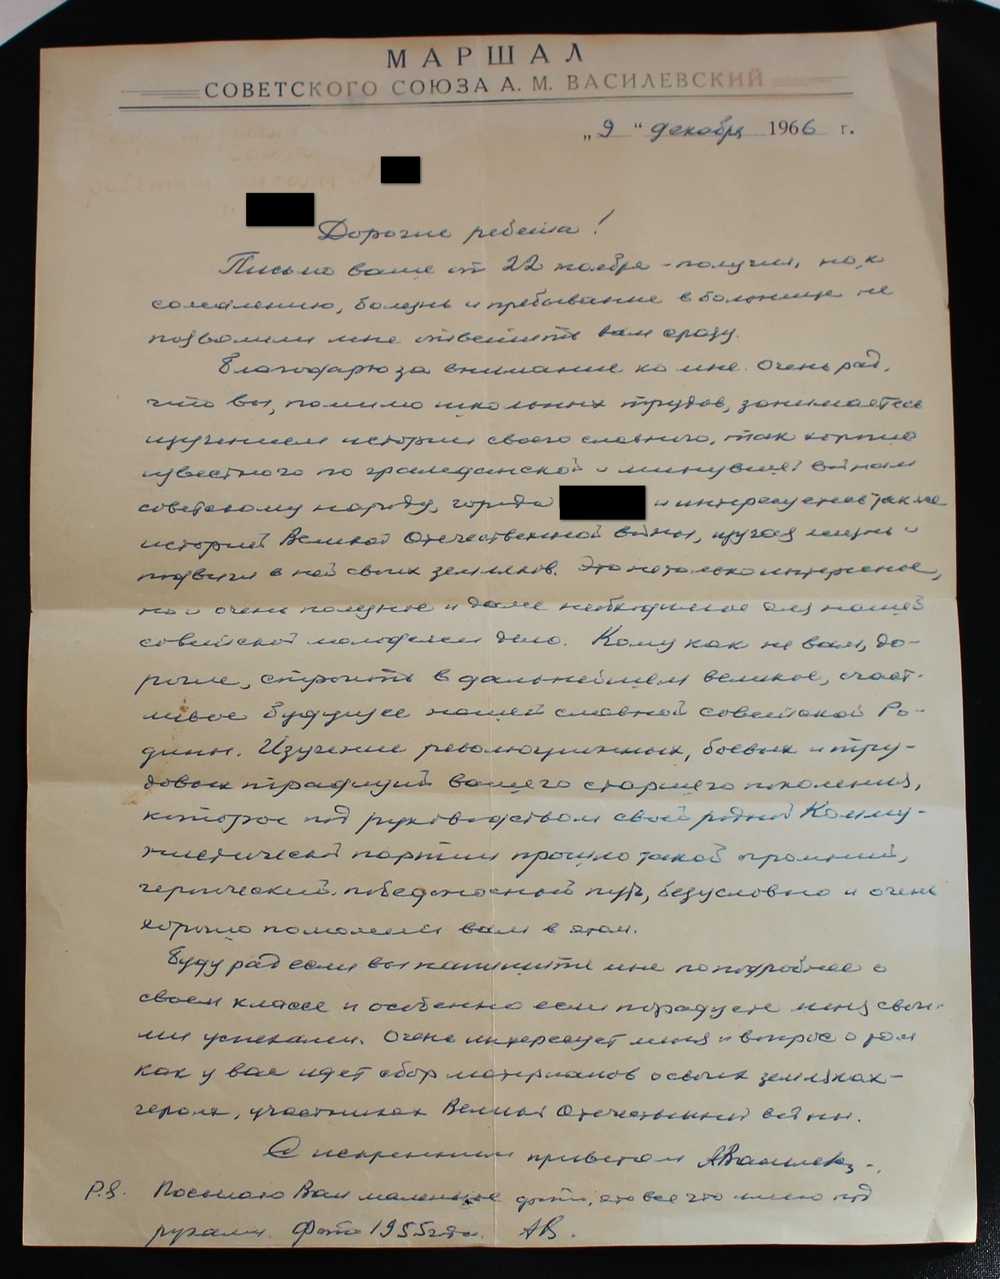 МАРШАЛ
СОВЕТСКОГО СОЮЗА А. М. ВАСИЛЕВСКИЙ
„9“ декабря 1966 г.
Дорогие ребята!
Письмо ваше от 22 ноября - получил, но, к
сожалению, болезнь и пребывание в больнице не
позволили мне ответить вам сразу.
Благодарю за внимание ко мне. Очень рад,
что вы, помимо школьных трудов, занимаетесь
изучением истории своего славного, так хорошо
известного по гражданской и минувшей войнам
советскому народу, города и интересуетесь также
историей Великой Отечественной войны, изучая жизнь и
подвиги в ней своих земляков. Это не только интересное,
но и очень полезное и даже необходимое для нашей
советской молодежи дело. Кому как не вам, до-
рогие, строить в дальнейшем великое, счаст-
ливое будущее нашей славной советской Ро-
дины. Изучение революционных, боевых и тру-
довых традиций вашего старшего поколения,
которое под руководством своей родной Комму-
нистической партии прошло такой огромный,
героический победоносный путь, безусловно и очень
хорошо поможет вам в этом.
Буду рад если вы напишите мне поподробнее о
своем классе и особенно если порадуете меня свои-
ми успехами. Очень интересует меня и вопрос о том
как у вас идет сбор материалов о своих земляках-
героях, участниках Великой Отечественной войны.
С искренним приветом АВасилевс
P.S. Посылаю Вам маленькое фото, это все что имею под
руками. Фото 1955 года. АВ.